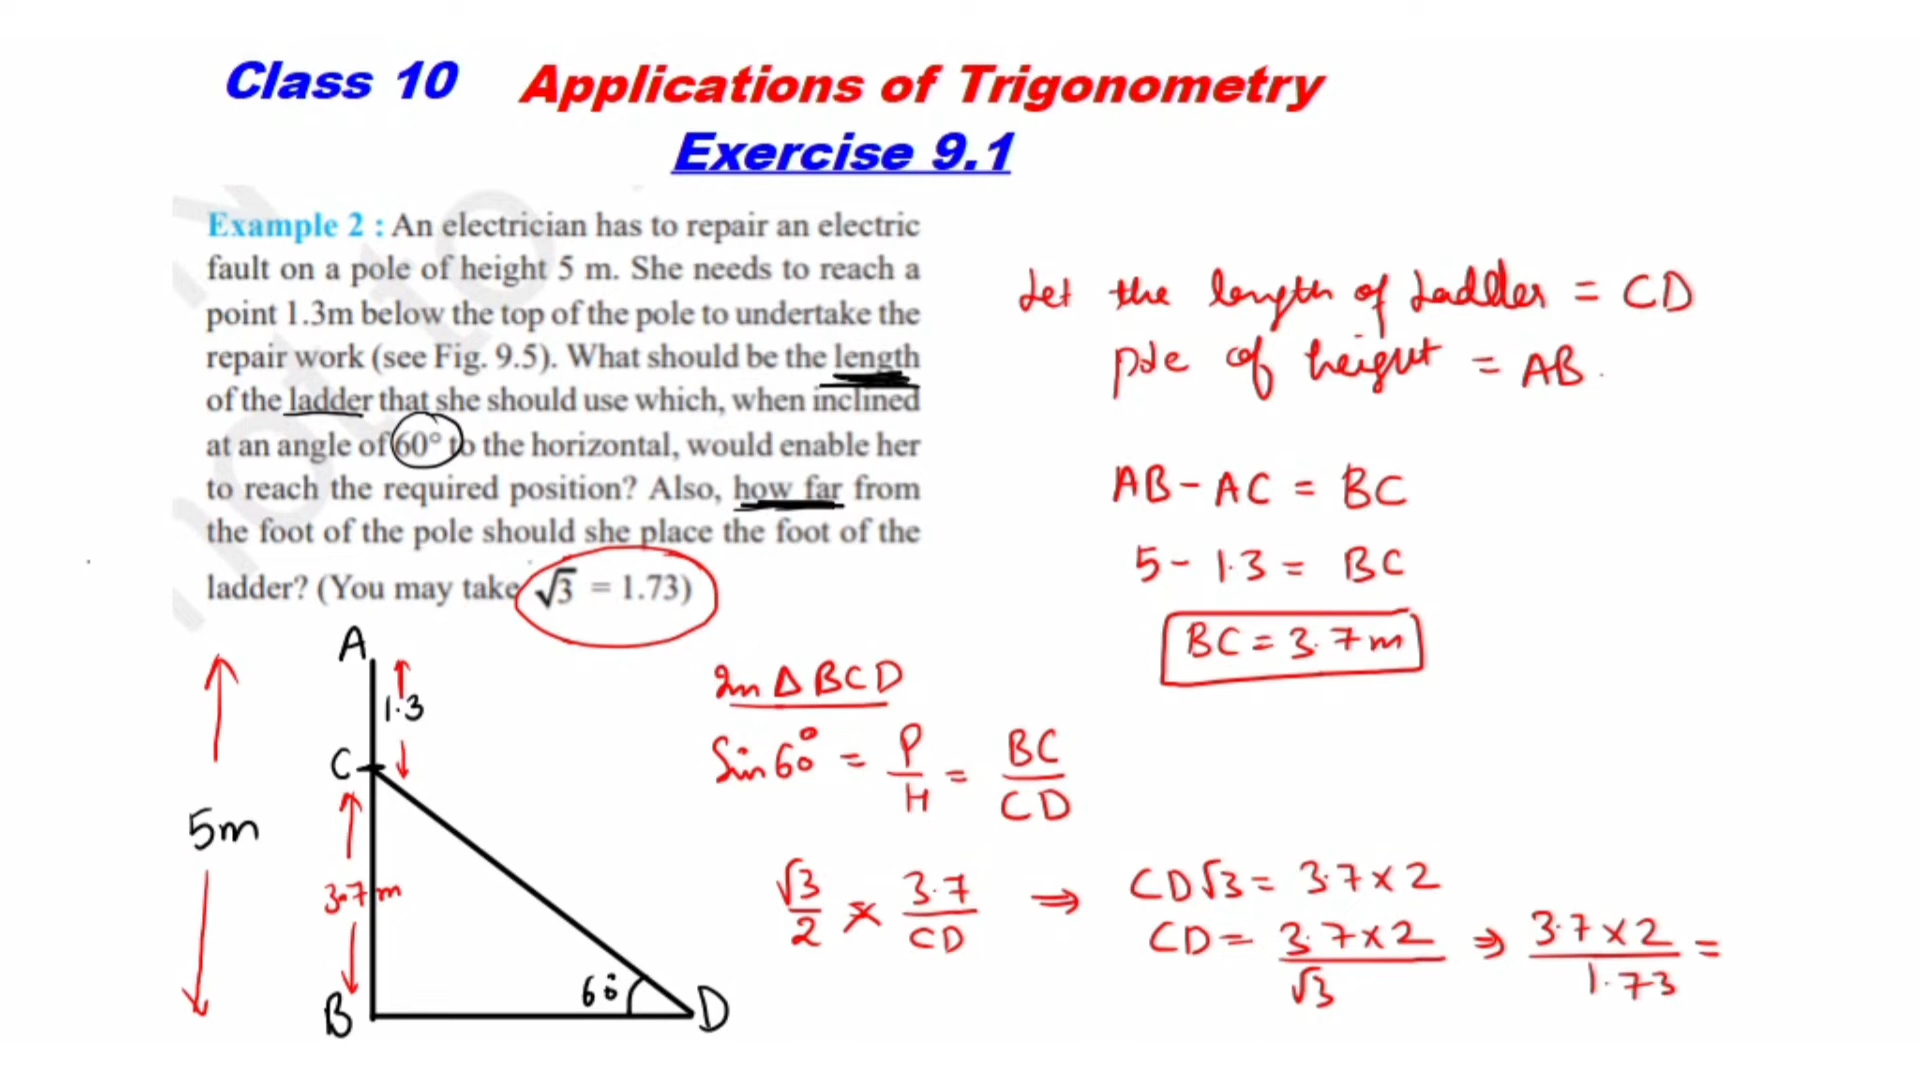 Class 10 Applications of Trigonometry
Exercise 9.1
Example 2 : An electrician has to repair an electric
fault on a pole of height 5 m. She needs to reach a
point 1.3m below the top of the pole to undertake the
repair work (see Fig. 9.5). What should be the length
of the ladder that she should use which, when inclined
at an angle of 60° to the horizontal, would enable her
to reach the required position? Also, how far from
the foot of the pole should she place the foot of the
ladder? (You may take √3 = 1.73)
Let the length of Ladder = CD
pole of height = AB.
AB - AC = BC
5 - 1.3 = BC
BC = 3.7 m
A
1.3
C
5m
3.7 m
B
60°
D
In Δ BCD
Sin 60° = P/H = BC/CD
√3/2 × 3.7/CD ⇒ CD√3 = 3.7 × 2
CD = 3.7 × 2/√3 ⇒ 3.7 × 2/1.73 =